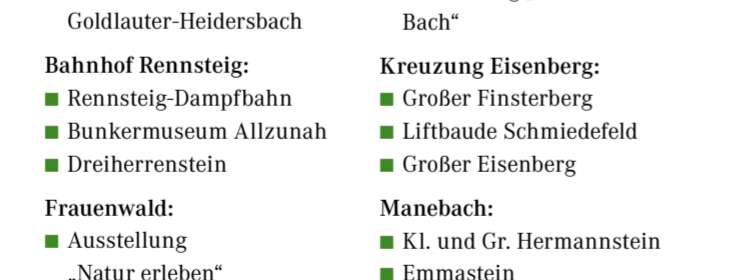 Goldlauter-Heidersbach
Bahnhof Rennsteig:
■ Rennsteig-Dampfbahn
■ Bunkermuseum Allzunah
■ Dreiherrenstein
Frauenwald:
■ Ausstellung
„Natur erleben“
Bach“
Kreuzung Eisenberg:
■ Großer Finsterberg
■ Liftbaude Schmiedefeld
■ Großer Eisenberg
Manebach:
■ Kl. und Gr. Hermannstein
■ Emmastein